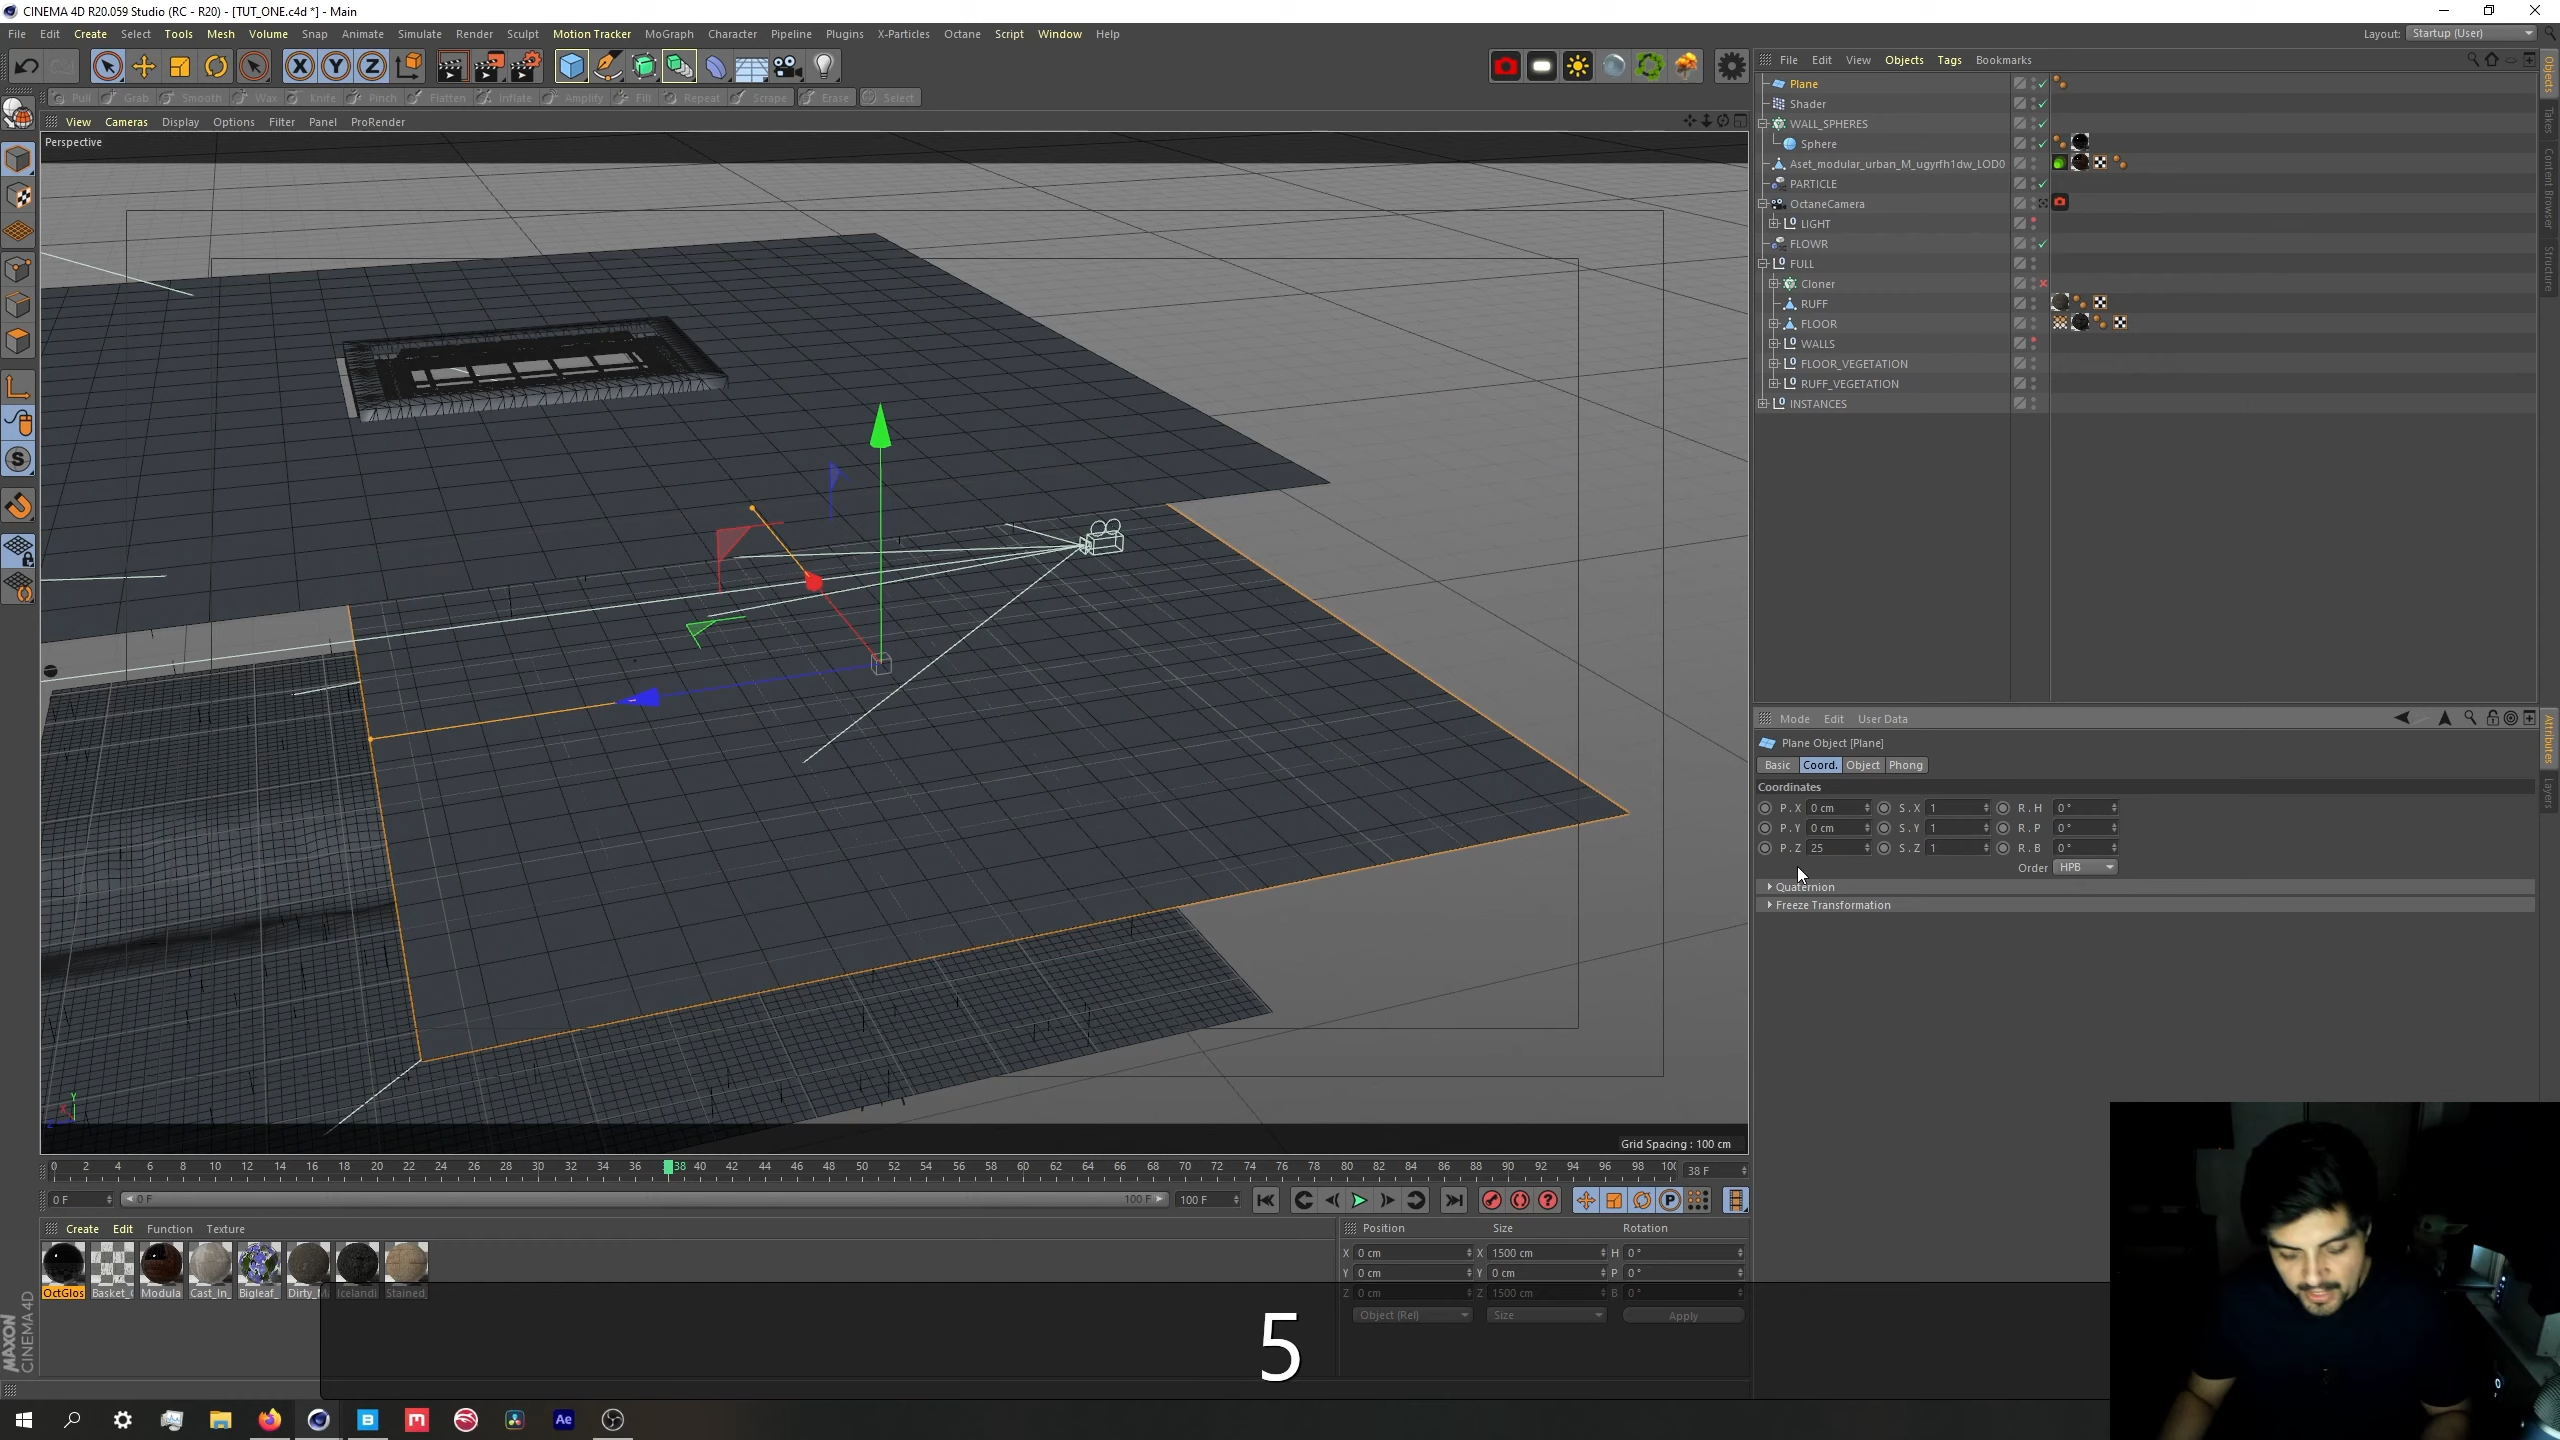 CINEMA 4D R20.059 Studio (RC - R20) - [TUT_ONE.c4d *] - Main
File Edit Create Select Tools Mesh Volume Snap Animate Simulate Render Sculpt Motion Tracker MoGraph Character Pipeline Plugins X-Particles Octane Script Window Help Layout: Startup (User)
Pull Grab Smooth Wax Knife Pinch Flatten Inflate Amplify Fill Repeat Scrape Erase Select
View Cameras Display Options Filter Panel ProRender
Perspective
Grid Spacing : 100 cm
File Edit View Objects Tags Bookmarks
Plane
Shader
WALL_SPHERES
Sphere
Aset_modular_urban_M_ugyrfh1dw_LOD0
PARTICLE
OctaneCamera
LIGHT
FLOWR
FULL
Cloner
RUFF
FLOOR
WALLS
FLOOR_VEGETATION
RUFF_VEGETATION
INSTANCES
Objects
Takes
Content Browser
Structure
Mode Edit User Data
Plane Object [Plane]
Basic Coord. Object Phong
Coordinates
P . X 0 cm S . X 1 R . H 0 °
P . Y 0 cm S . Y 1 R . P 0 °
P . Z 25 S . Z 1 R . B 0 °
Order HPB
Quaternion
Freeze Transformation
Attributes
Layers
0 2 4 6 8 10 12 14 16 18 20 22 24 26 28 30 32 34 36 38 40 42 44 46 48 50 52 54 56 58 60 62 64 66 68 70 72 74 76 78 80 82 84 86 88 90 92 94 96 98 100 38 F
0 F 0 F 100 F 100 F
Create Edit Function Texture
OctGlos Basket_ Modula Cast_In_ Bigleaf_ Dirty_M Icelandi Stained_
Position Size Rotation
X 0 cm X 1500 cm H 0 °
Y 0 cm Y 0 cm P 0 °
Z 0 cm Z 1500 cm B 0 °
Object (Rel) Size Apply
5
MAXON
CINEMA 4D